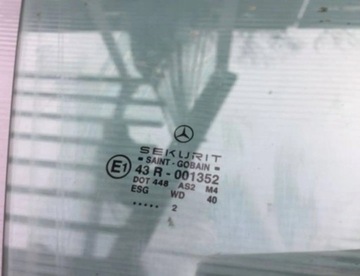 SEKURIT
SAINT - GOBAIN
E1 43 R - 001352
DOT 448 AS2 M4
ESG WD 40
..... 2